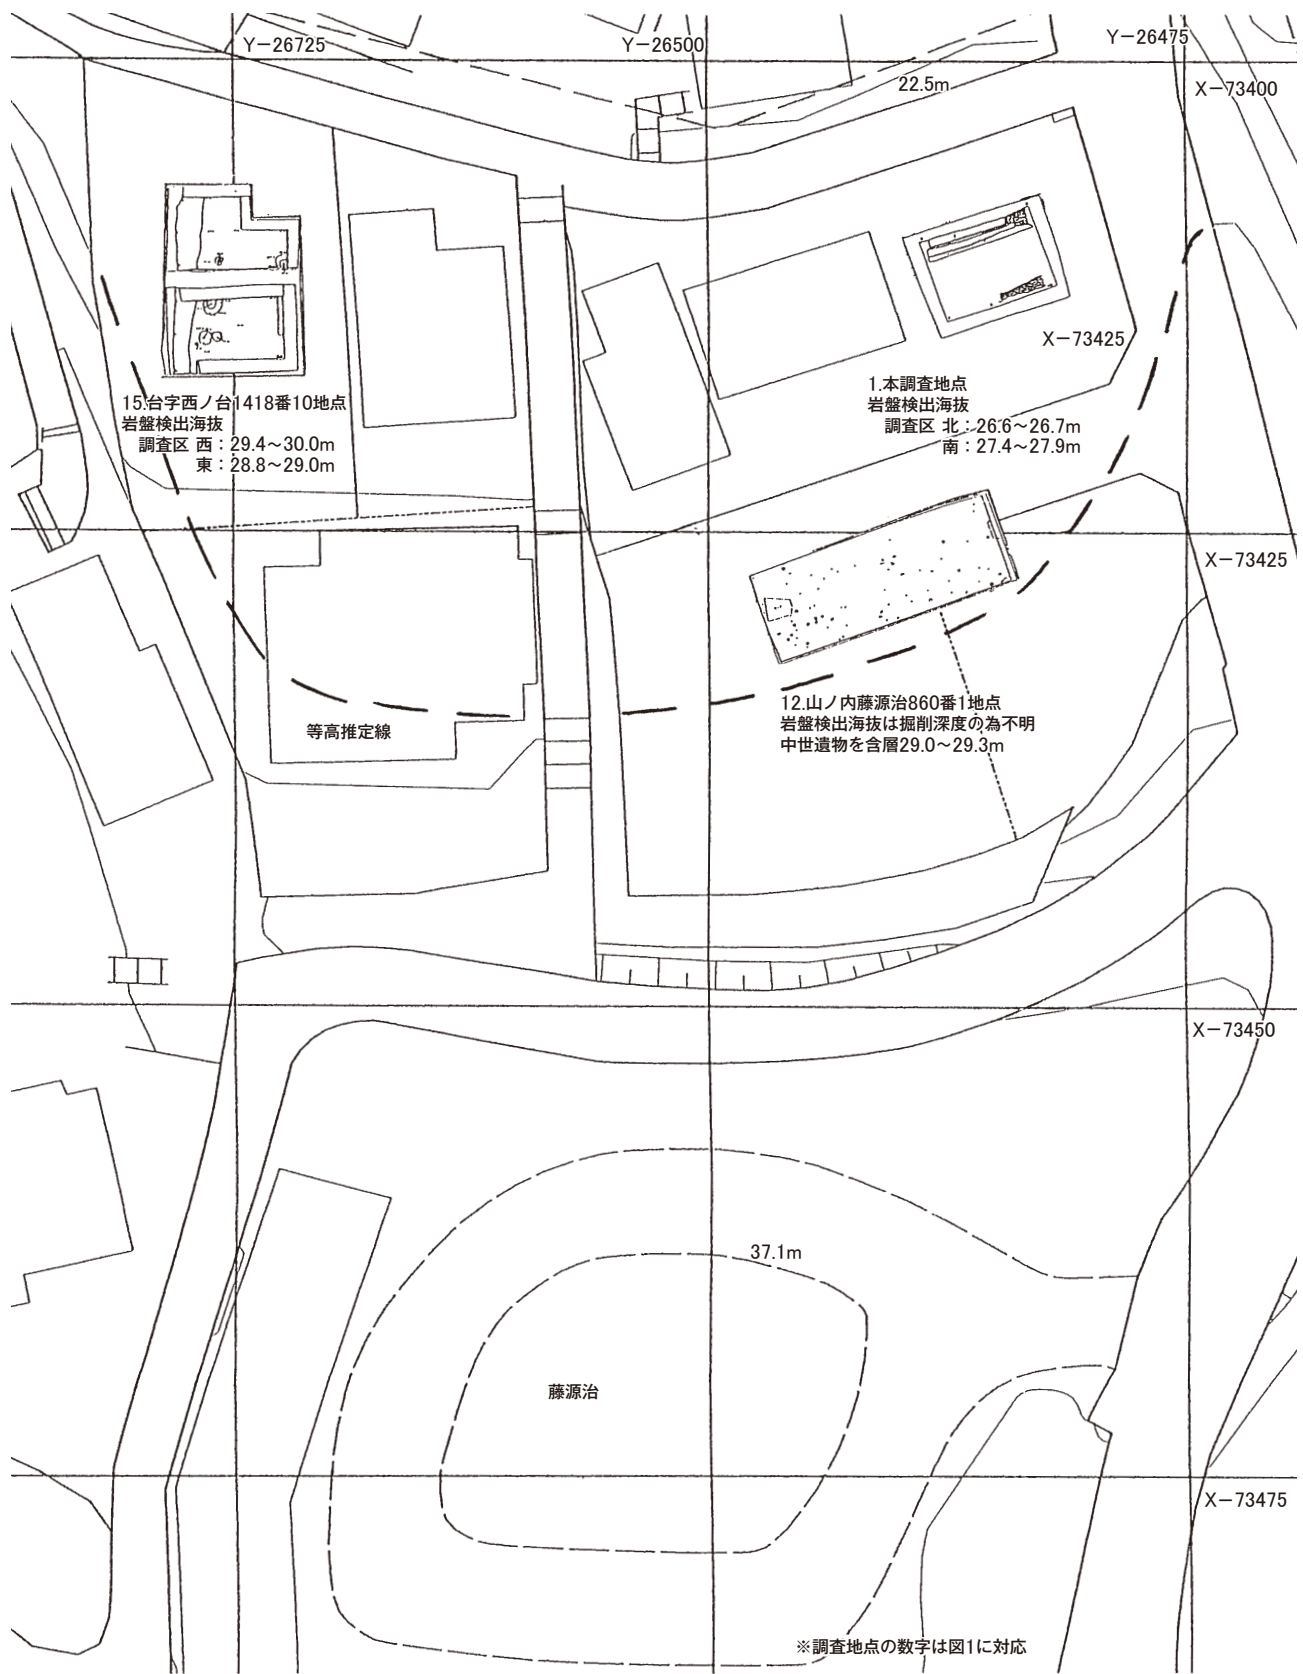 Y−26725
Y−26500
Y−26475
22.5m
X−73400
X−73425
1.本調査地点
岩盤検出海抜
調査区 北：26.6～26.7m
南：27.4～27.9m
15.台字西ノ台1418番10地点
岩盤検出海抜
調査区 西：29.4～30.0m
東：28.8～29.0m
X−73425
12.山ノ内藤源治860番1地点
岩盤検出海抜は掘削深度の為不明
中世遺物を含層29.0～29.3m
等高推定線
X−73450
37.1m
藤源治
X−73475
※調査地点の数字は図1に対応